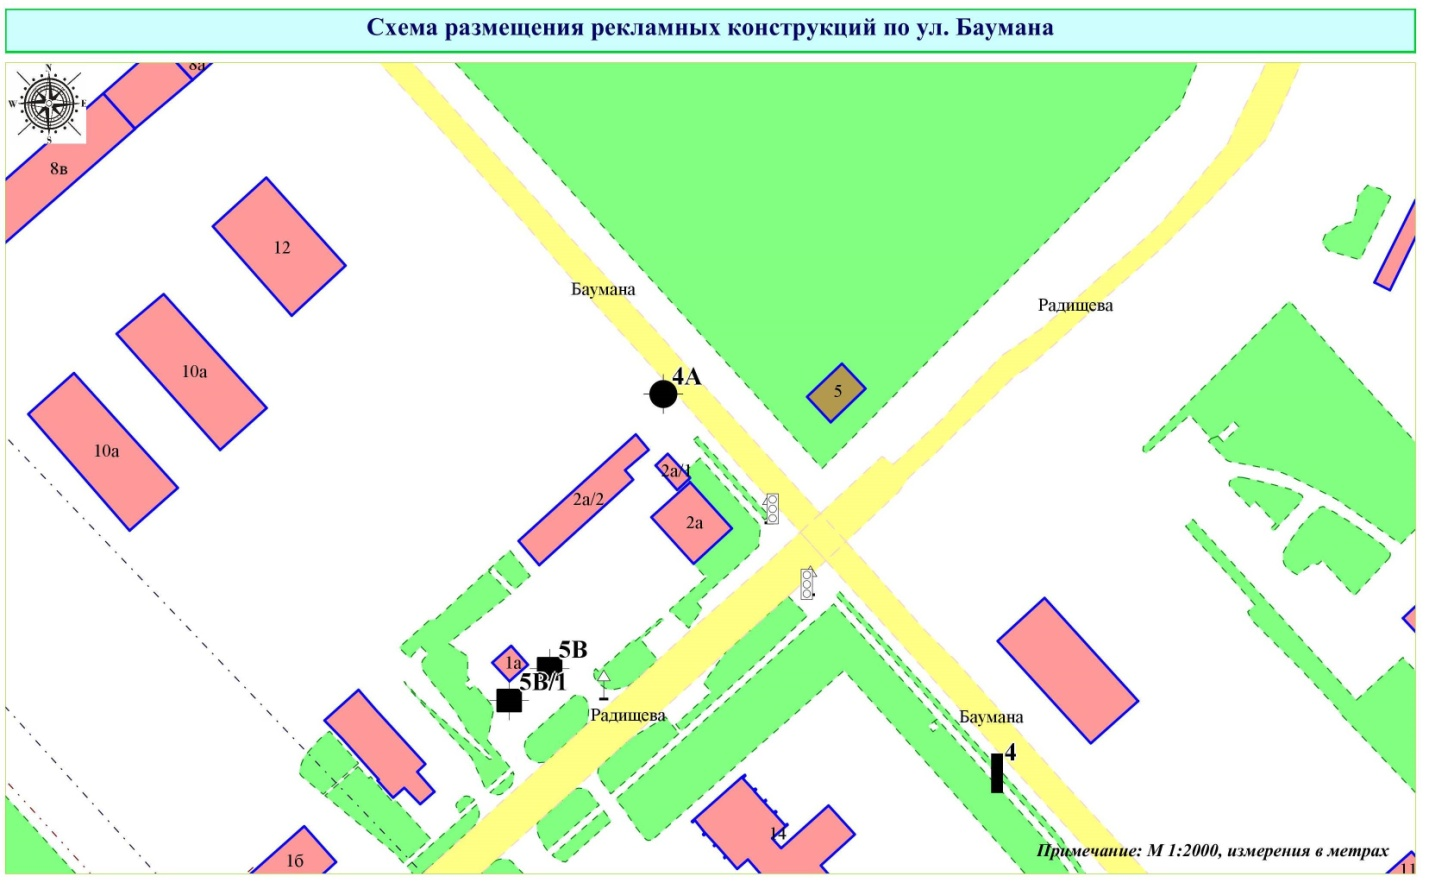 Схема размещения рекламных конструкций по ул. Баумана
N
8а
W
E
S
8в
12
Баумана
Радищева
10а
4А
5
10а
2а/1
2а/2
2а
5В
1а
5В/1
Радищева
Баумана
4
14
1б
Примечание: М 1:2000, измерения в метрах
11